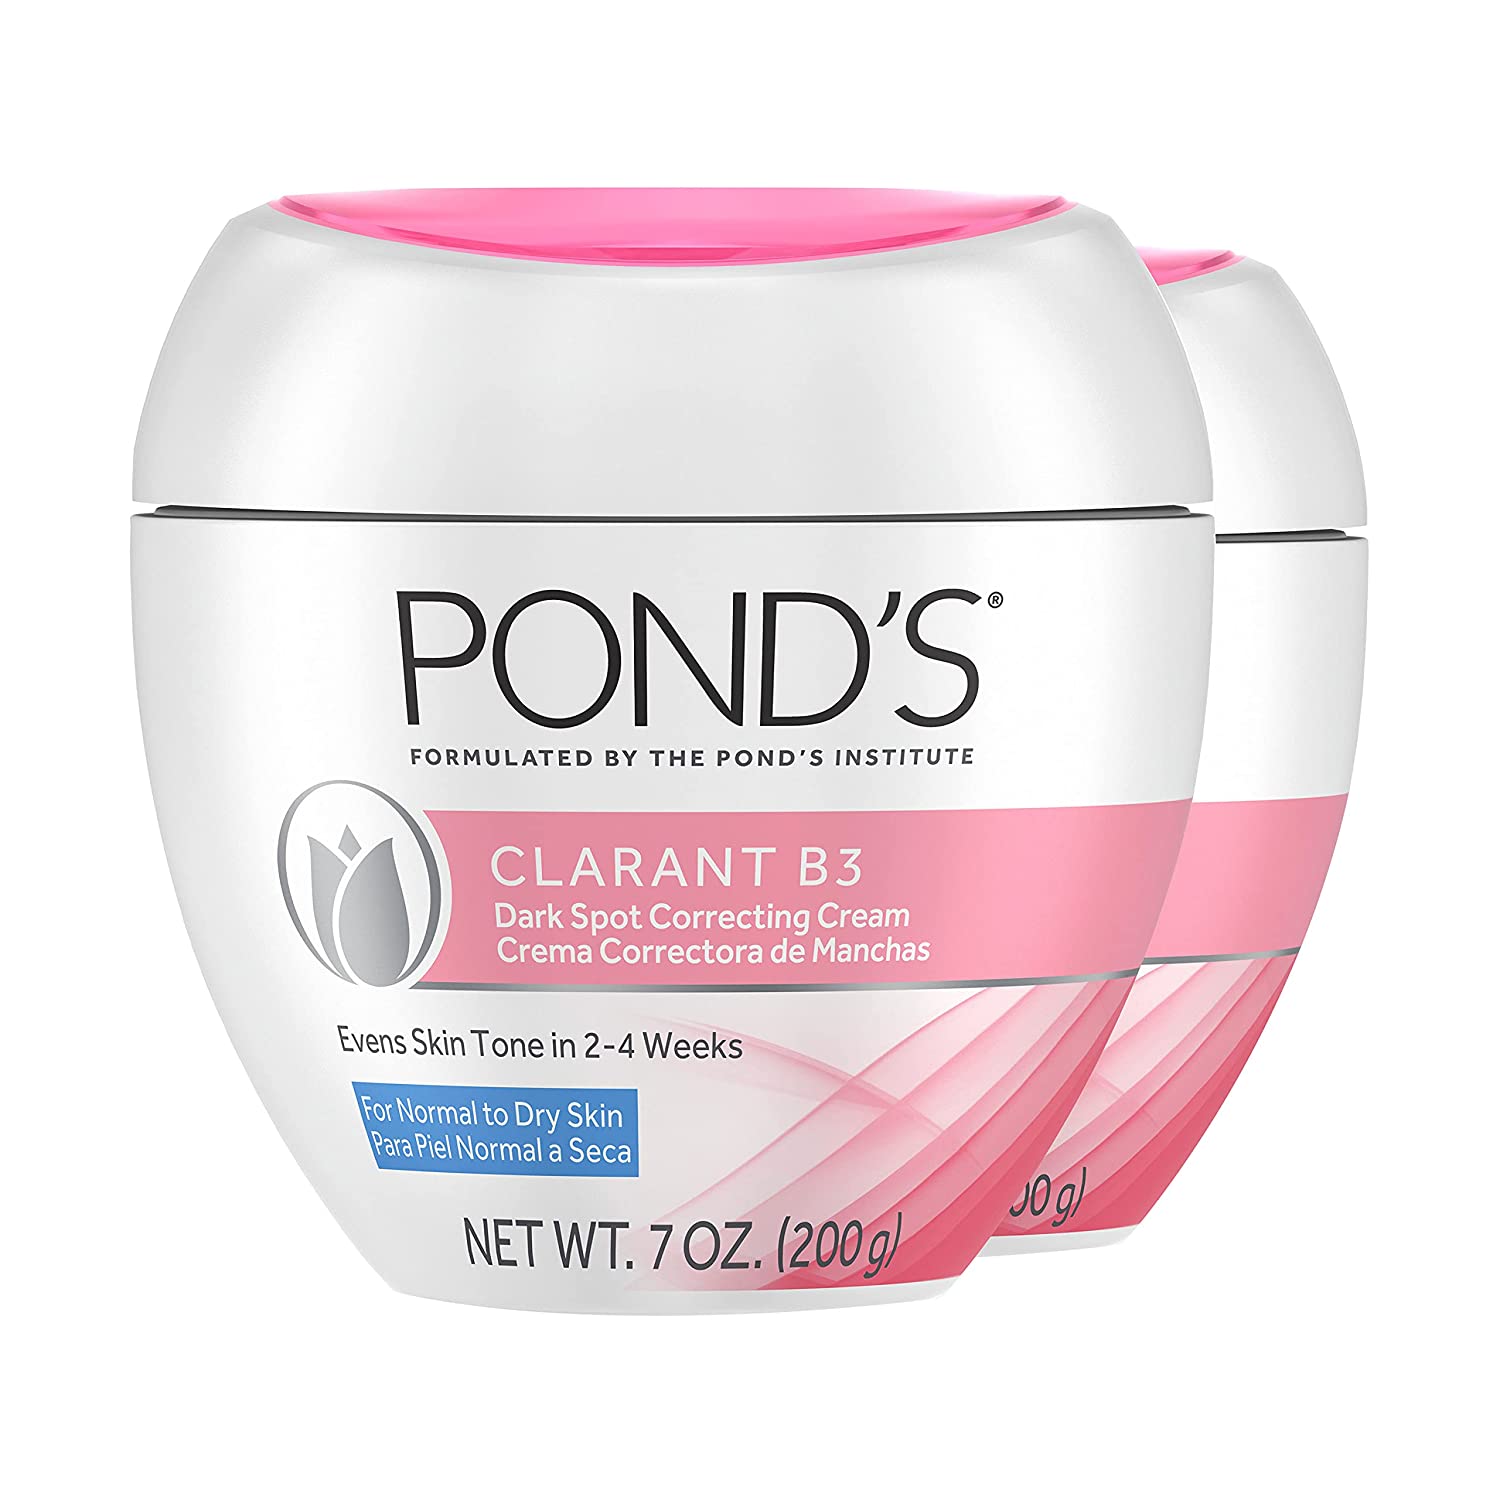 POND'S®
FORMULATED BY THE POND'S INSTITUTE
CLARANT B3
Dark Spot Correcting Cream
Crema Correctora de Manchas
Evens Skin Tone in 2-4 Weeks
For Normal to Dry Skin
Para Piel Normal a Seca
NET WT. 7 OZ. (200g)
00g)